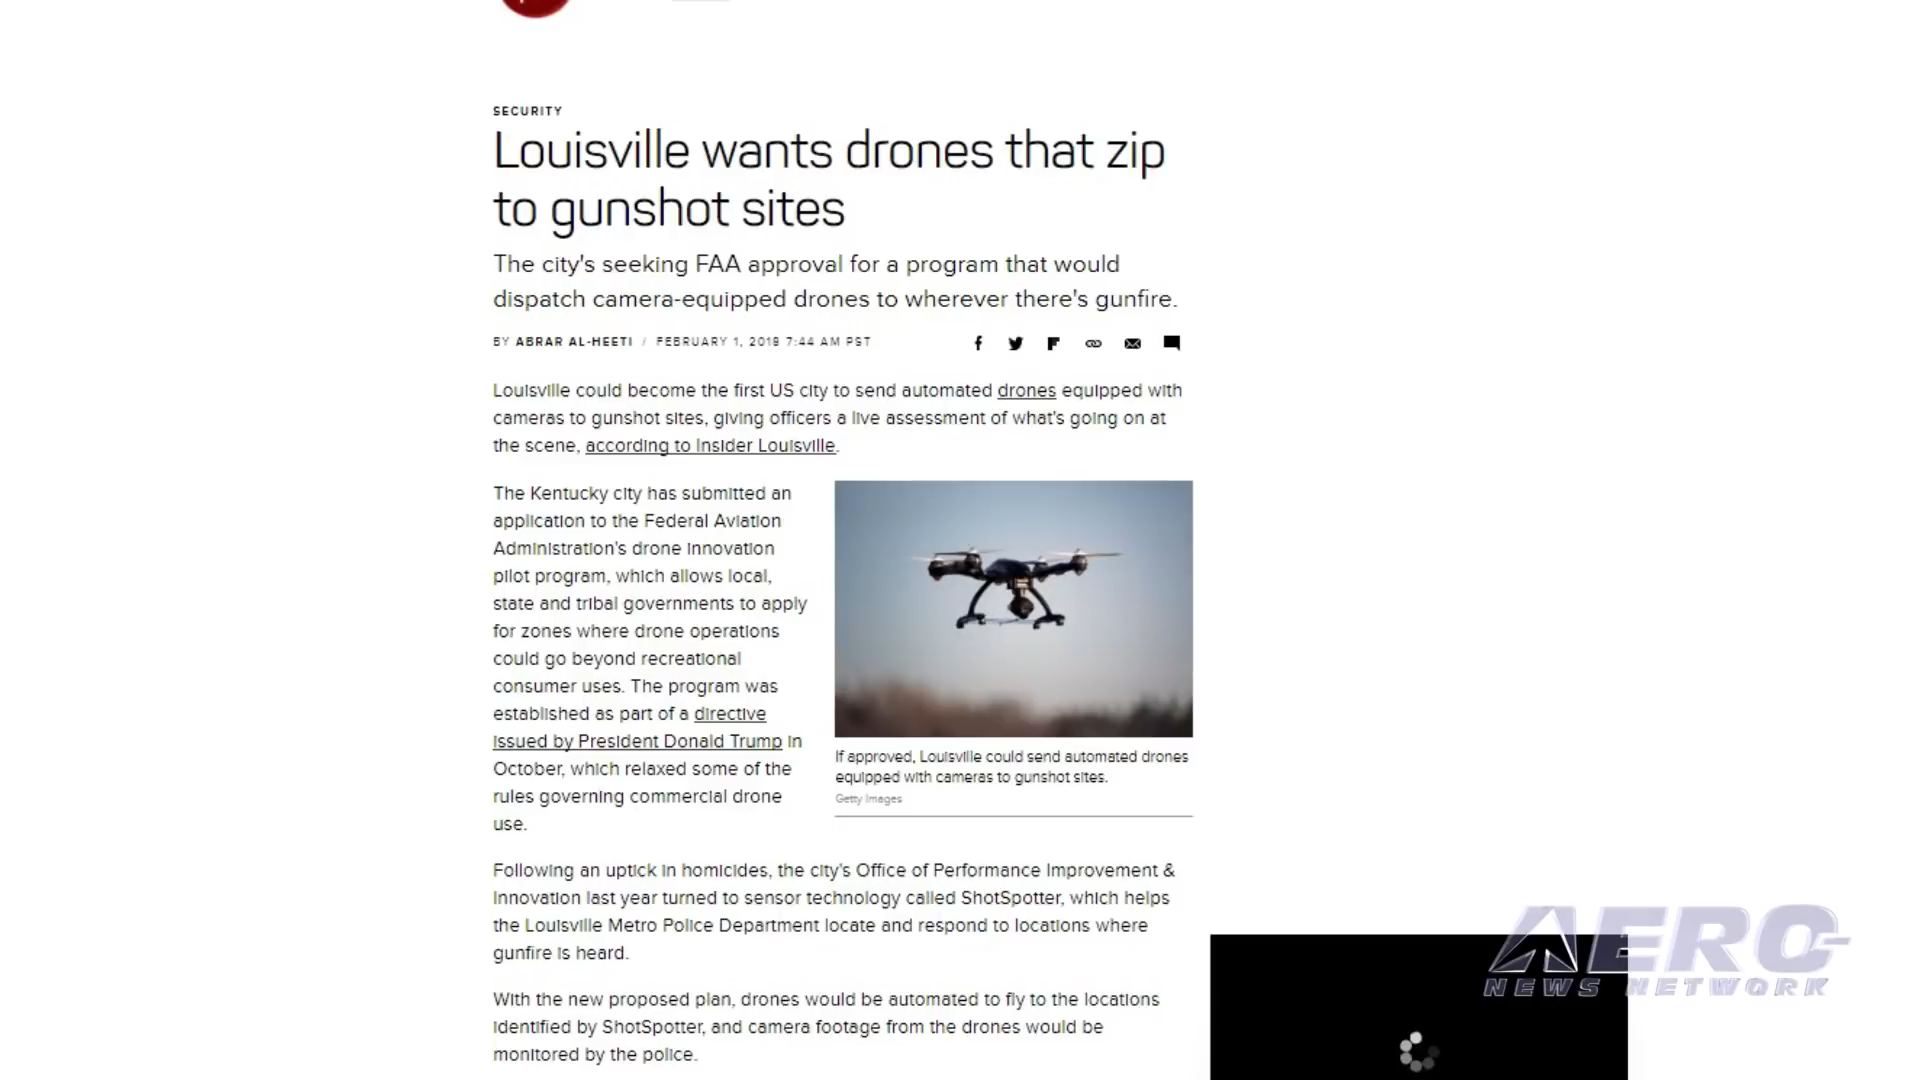 SECURITY
Louisville wants drones that zip
to gunshot sites
The city's seeking FAA approval for a program that would
dispatch camera-equipped drones to wherever there's gunfire.
BY ABRAR AL-HEETI / FEBRUARY 1, 2018 7:44 AM PST
Louisville could become the first US city to send automated drones equipped with
cameras to gunshot sites, giving officers a live assessment of what's going on at
the scene, according to Insider Louisville.
The Kentucky city has submitted an
application to the Federal Aviation
Administration's drone innovation
pilot program, which allows local,
state and tribal governments to apply
for zones where drone operations
could go beyond recreational
consumer uses. The program was
established as part of a directive
issued by President Donald Trump in
October, which relaxed some of the
rules governing commercial drone
use.
If approved, Louisville could send automated drones
equipped with cameras to gunshot sites.
Getty Images
Following an uptick in homicides, the city's Office of Performance Improvement &
Innovation last year turned to sensor technology called ShotSpotter, which helps
the Louisville Metro Police Department locate and respond to locations where
gunfire is heard.
With the new proposed plan, drones would be automated to fly to the locations
identified by ShotSpotter, and camera footage from the drones would be
monitored by the police.
AERO-
NEWS NETWORK